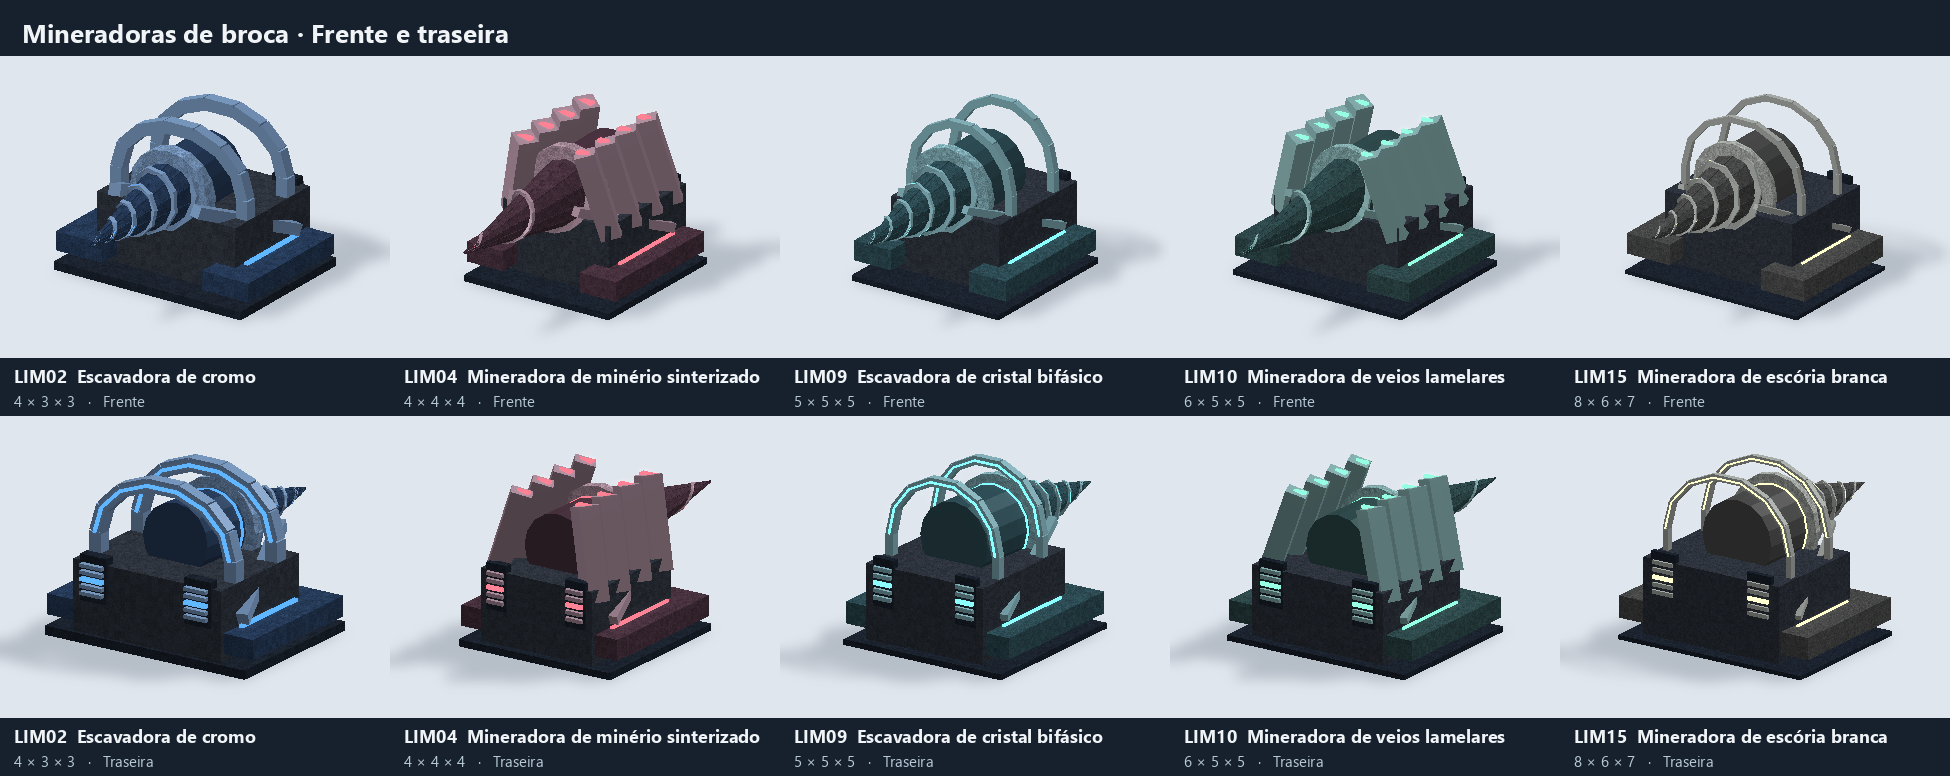 Mineradoras de broca · Frente e traseira
LIM02 Escavadora de cromo
4 × 3 × 3 · Frente
LIM04 Mineradora de minério sinterizado
4 × 4 × 4 · Frente
LIM09 Escavadora de cristal bifásico
5 × 5 × 5 · Frente
LIM10 Mineradora de veios lamelares
6 × 5 × 5 · Frente
LIM15 Mineradora de escória branca
8 × 6 × 7 · Frente
LIM02 Escavadora de cromo
4 × 3 × 3 · Traseira
LIM04 Mineradora de minério sinterizado
4 × 4 × 4 · Traseira
LIM09 Escavadora de cristal bifásico
5 × 5 × 5 · Traseira
LIM10 Mineradora de veios lamelares
6 × 5 × 5 · Traseira
LIM15 Mineradora de escória branca
8 × 6 × 7 · Traseira